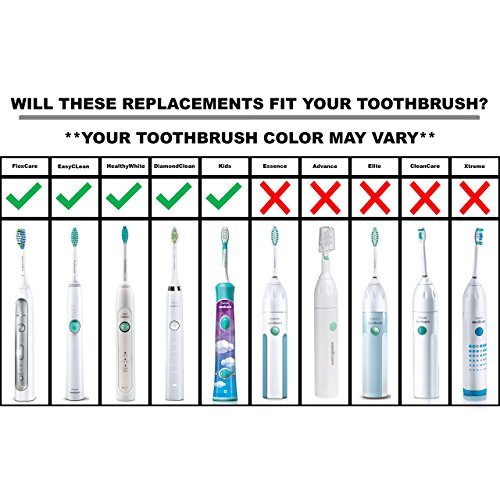 WILL THESE REPLACEMENTS FIT YOUR TOOTHBRUSH?
**YOUR TOOTHBRUSH COLOR MAY VARY**
FlexCare EasyCLean HealthyWhite DiamondClean Kids Essence Advance Elite CleanCare Xtreme